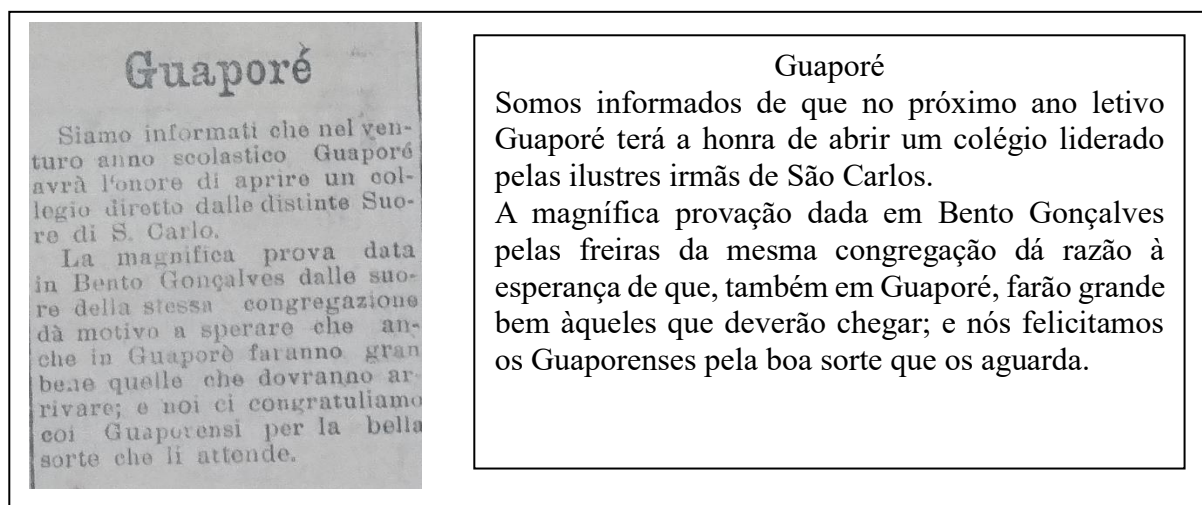 Guaporé
Siamo informati che nel ven-
turo anno scolastico Guaporé
avrà l'onore di aprire un col-
legio diretto dalle distinte Suo-
re di S. Carlo.
La magnifica prova data
in Bento Gonçalves dalle suo-
re della stessa congregazione
dà motivo a sperare che an-
che in Guaporè faranno gran
bene quelle che dovranno ar-
rivare; e noi ci congratuliamo
coi Guaporensi per la bella
sorte che li attende.
Guaporé
Somos informados de que no próximo ano letivo
Guaporé terá a honra de abrir um colégio liderado
pelas ilustres irmãs de São Carlos.
A magnífica provação dada em Bento Gonçalves
pelas freiras da mesma congregação dá razão à
esperança de que, também em Guaporé, farão grande
bem àqueles que deverão chegar; e nós felicitamos
os Guaporenses pela boa sorte que os aguarda.